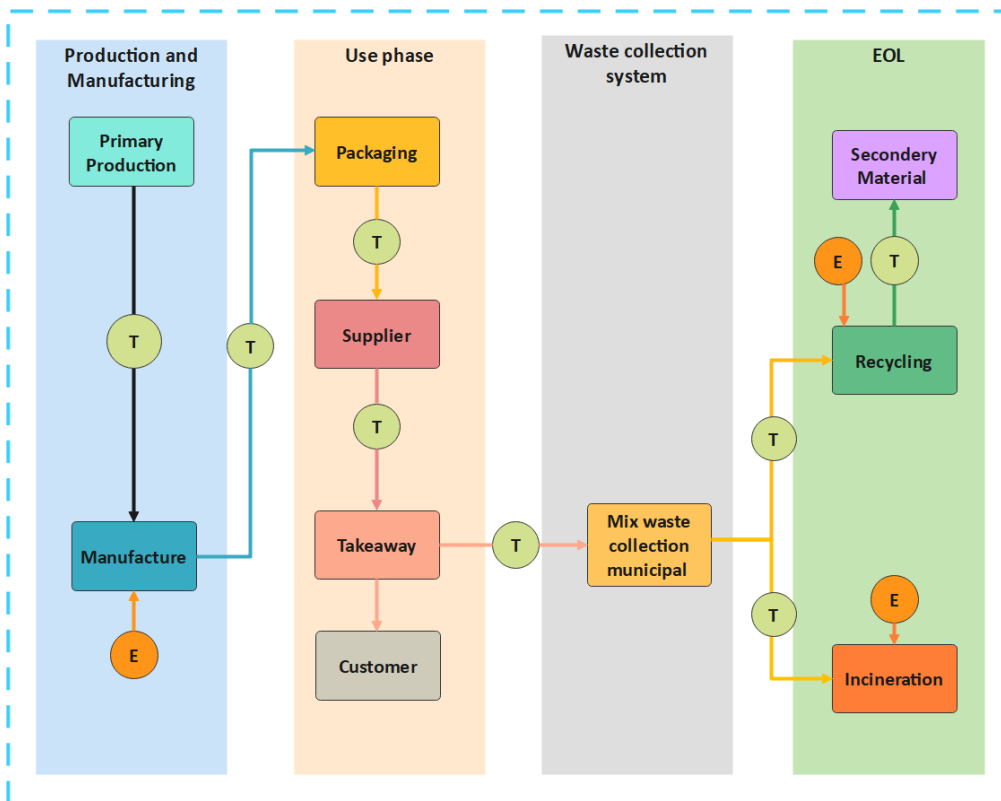 Production and
Manufacturing
Primary
Production
T
Manufacture
E
T
Use phase
Packaging
T
Supplier
T
Takeaway
Customer
T
Waste collection
system
Mix waste
collection
municipal
T
T
EOL
Secondery
Material
E
T
Recycling
E
Incineration